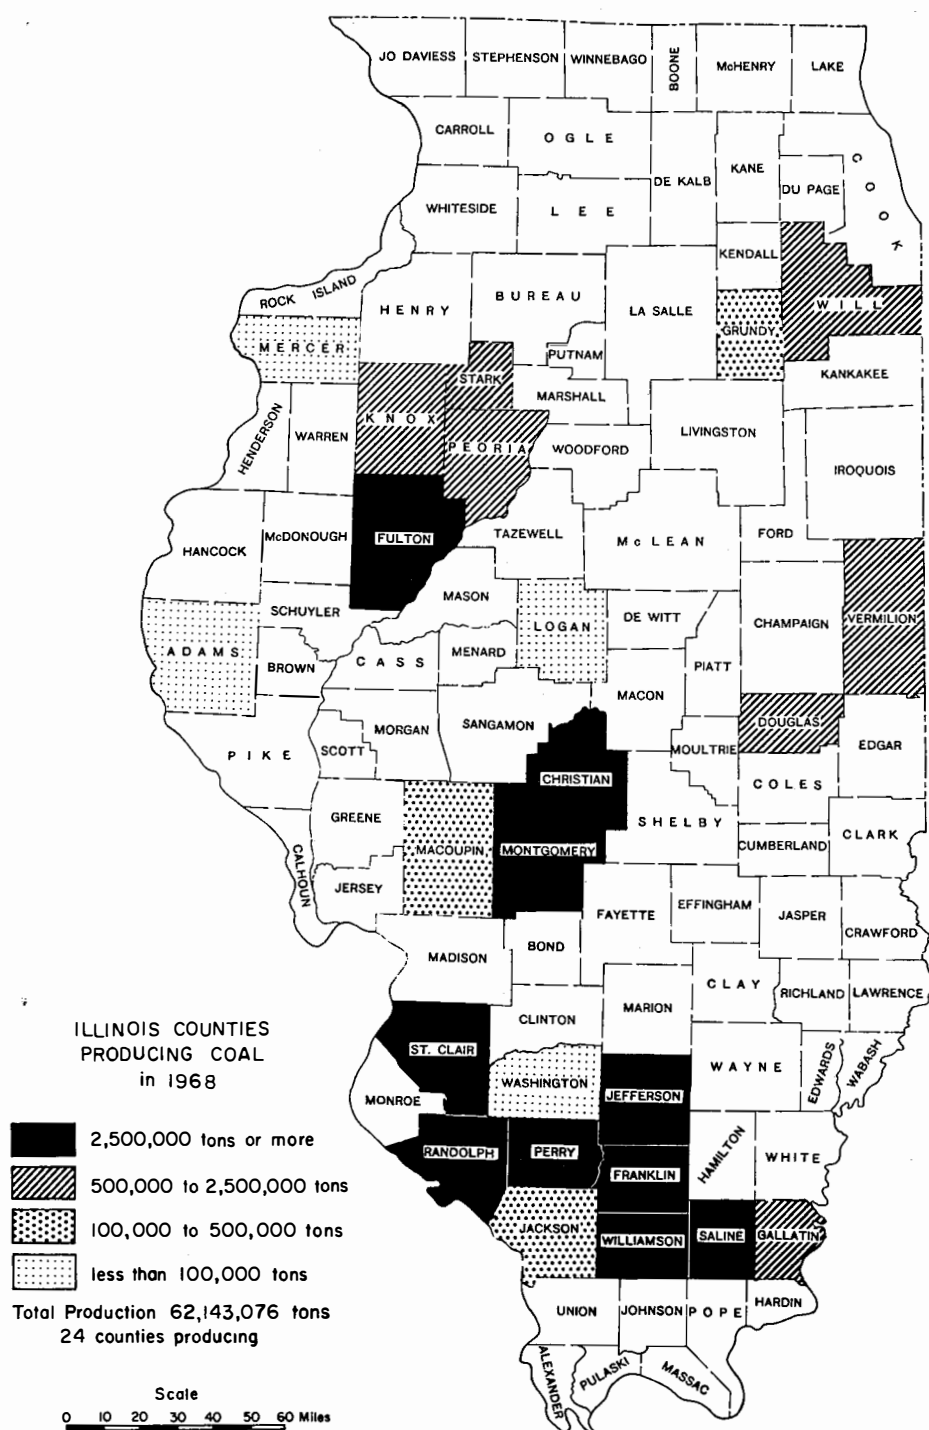 JO DAVIESS
STEPHENSON
WINNEBAGO
BOONE
McHENRY
LAKE
CARROLL
OGLE
DE KALB
KANE
DU PAGE
COOK
WHITESIDE
LEE
KENDALL
ROCK ISLAND
HENRY
BUREAU
LA SALLE
GRUNDY
WILL
MERCER
PUTNAM
STARK
KANKAKEE
MARSHALL
HENDERSON
WARREN
KNOX
PEORIA
WOODFORD
LIVINGSTON
IROQUOIS
HANCOCK
McDONOUGH
FULTON
TAZEWELL
McLEAN
FORD
MASON
SCHUYLER
LOGAN
DE WITT
CHAMPAIGN
VERMILION
ADAMS
BROWN
CASS
MENARD
PIATT
MACON
PIKE
SCOTT
MORGAN
SANGAMON
MOULTRIE
DOUGLAS
EDGAR
CHRISTIAN
COLES
GREENE
MACOUPIN
MONTGOMERY
SHELBY
CUMBERLAND
CLARK
CALHOUN
JERSEY
FAYETTE
EFFINGHAM
JASPER
CRAWFORD
MADISON
BOND
CLAY
RICHLAND
LAWRENCE
MARION
CLINTON
ST. CLAIR
WASHINGTON
JEFFERSON
WAYNE
EDWARDS
WABASH
MONROE
RANDOLPH
PERRY
FRANKLIN
HAMILTON
WHITE
JACKSON
WILLIAMSON
SALINE
GALLATIN
UNION
JOHNSON
POPE
HARDIN
ALEXANDER
PULASKI
MASSAC
ILLINOIS COUNTIES
PRODUCING COAL
in 1968
2,500,000 tons or more
500,000 to 2,500,000 tons
100,000 to 500,000 tons
less than 100,000 tons
Total Production 62,143,076 tons
24 counties producing
Scale
0 10 20 30 40 50 60 Miles